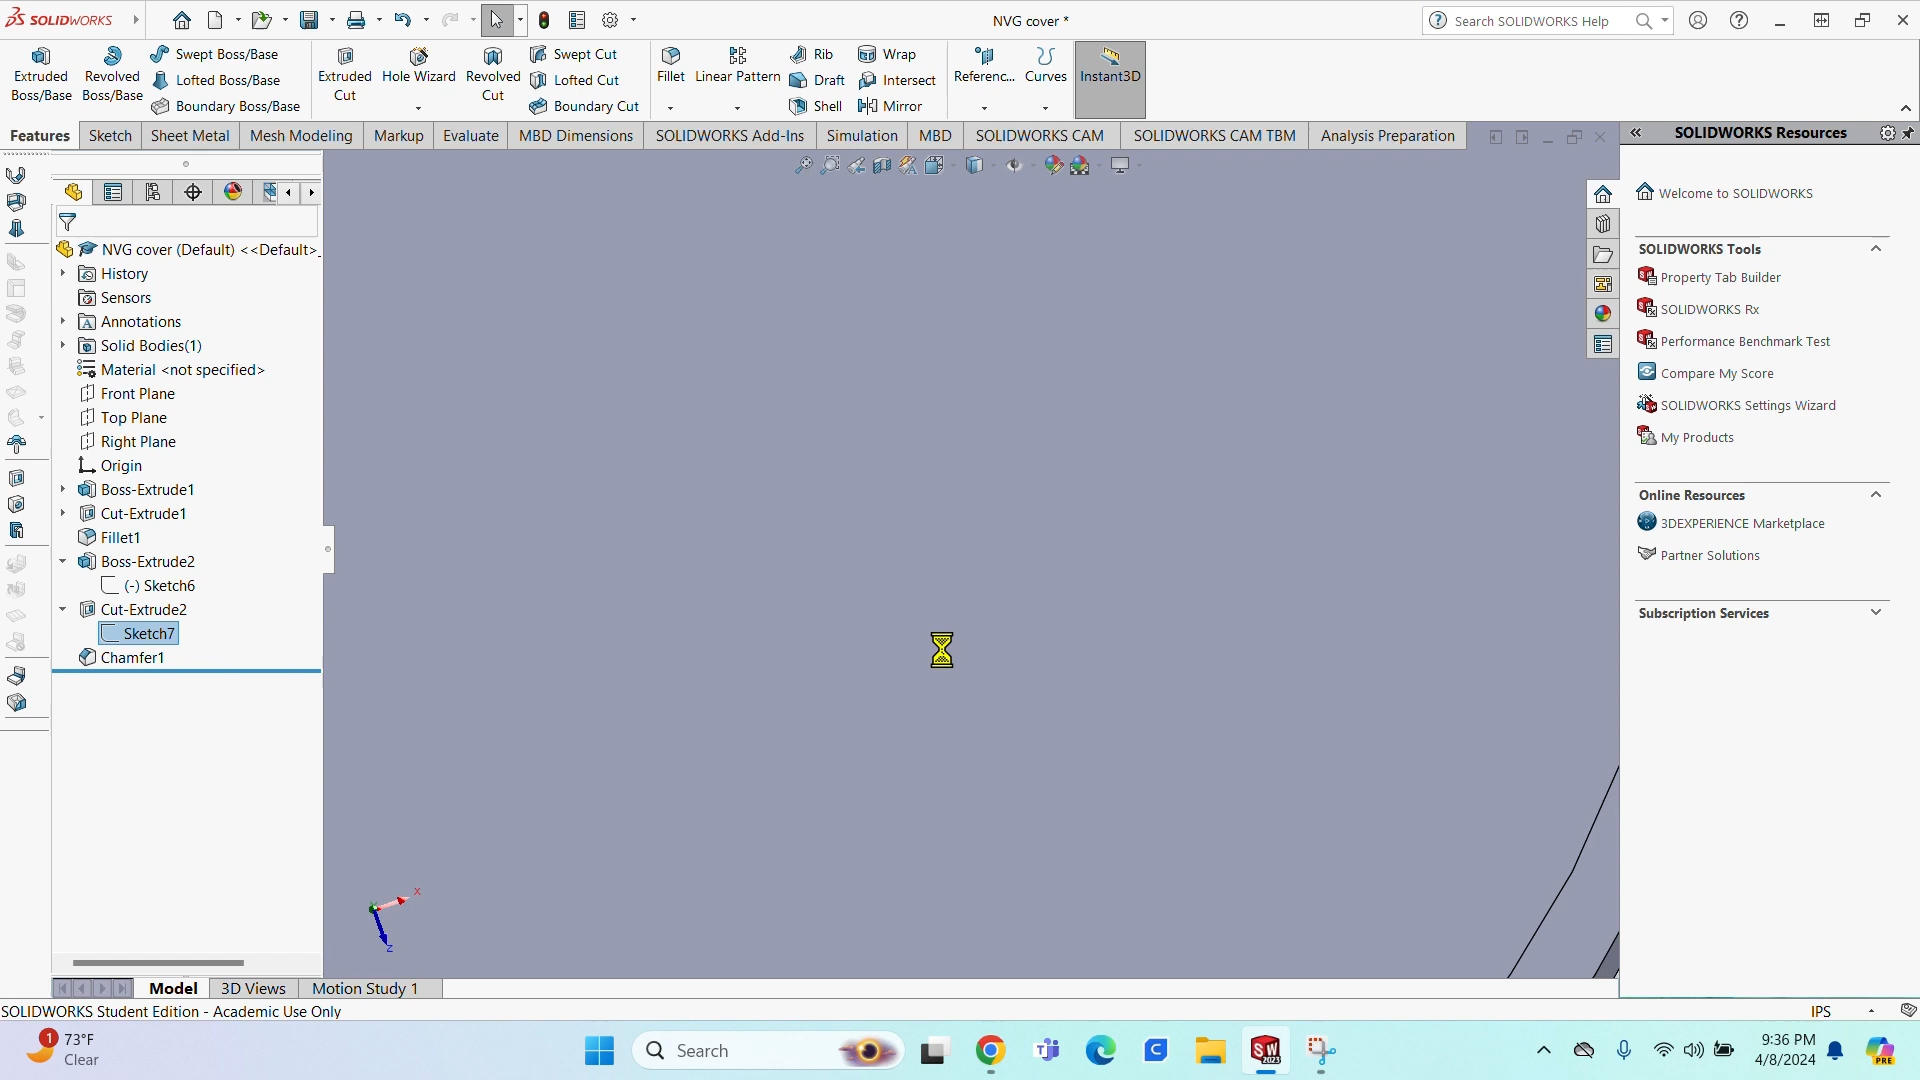 SOLIDWORKS
NVG cover *
Search SOLIDWORKS Help
Extruded Boss/Base
Revolved Boss/Base
Swept Boss/Base
Lofted Boss/Base
Boundary Boss/Base
Extruded Cut
Hole Wizard
Revolved Cut
Swept Cut
Lofted Cut
Boundary Cut
Fillet
Linear Pattern
Rib
Draft
Shell
Wrap
Intersect
Mirror
Referenc...
Curves
Instant3D
Features
Sketch
Sheet Metal
Mesh Modeling
Markup
Evaluate
MBD Dimensions
SOLIDWORKS Add-Ins
Simulation
MBD
SOLIDWORKS CAM
SOLIDWORKS CAM TBM
Analysis Preparation
NVG cover (Default) <<Default>_
History
Sensors
Annotations
Solid Bodies(1)
Material <not specified>
Front Plane
Top Plane
Right Plane
Origin
Boss-Extrude1
Cut-Extrude1
Fillet1
Boss-Extrude2
(-) Sketch6
Cut-Extrude2
Sketch7
Chamfer1
X
Z
SOLIDWORKS Resources
Welcome to SOLIDWORKS
SOLIDWORKS Tools
Property Tab Builder
SOLIDWORKS Rx
Performance Benchmark Test
Compare My Score
SOLIDWORKS Settings Wizard
My Products
Online Resources
3DEXPERIENCE Marketplace
Partner Solutions
Subscription Services
Model
3D Views
Motion Study 1
SOLIDWORKS Student Edition - Academic Use Only
IPS
1
73°F
Clear
Search
SW
2023
9:36 PM
4/8/2024
PRE